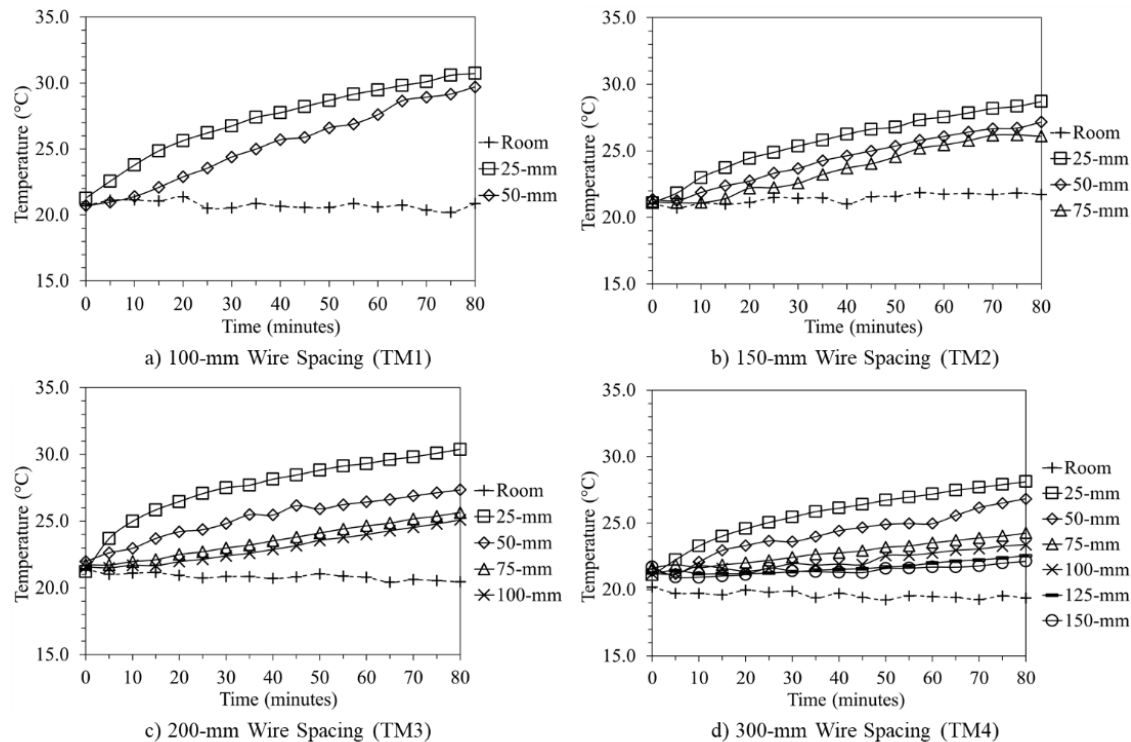 35.0
30.0
25.0
20.0
15.0
Temperature (°C)
0 10 20 30 40 50 60 70 80
Time (minutes)
Room
25-mm
50-mm
a) 100-mm Wire Spacing (TM1)
35.0
30.0
25.0
20.0
15.0
Temperature (°C)
0 10 20 30 40 50 60 70 80
Time (minutes)
Room
25-mm
50-mm
75-mm
b) 150-mm Wire Spacing (TM2)
35.0
30.0
25.0
20.0
15.0
Temperature (°C)
0 10 20 30 40 50 60 70 80
Time (minutes)
Room
25-mm
50-mm
75-mm
100-mm
c) 200-mm Wire Spacing (TM3)
35.0
30.0
25.0
20.0
15.0
Temperature (°C)
0 10 20 30 40 50 60 70 80
Time (minutes)
Room
25-mm
50-mm
75-mm
100-mm
125-mm
150-mm
d) 300-mm Wire Spacing (TM4)